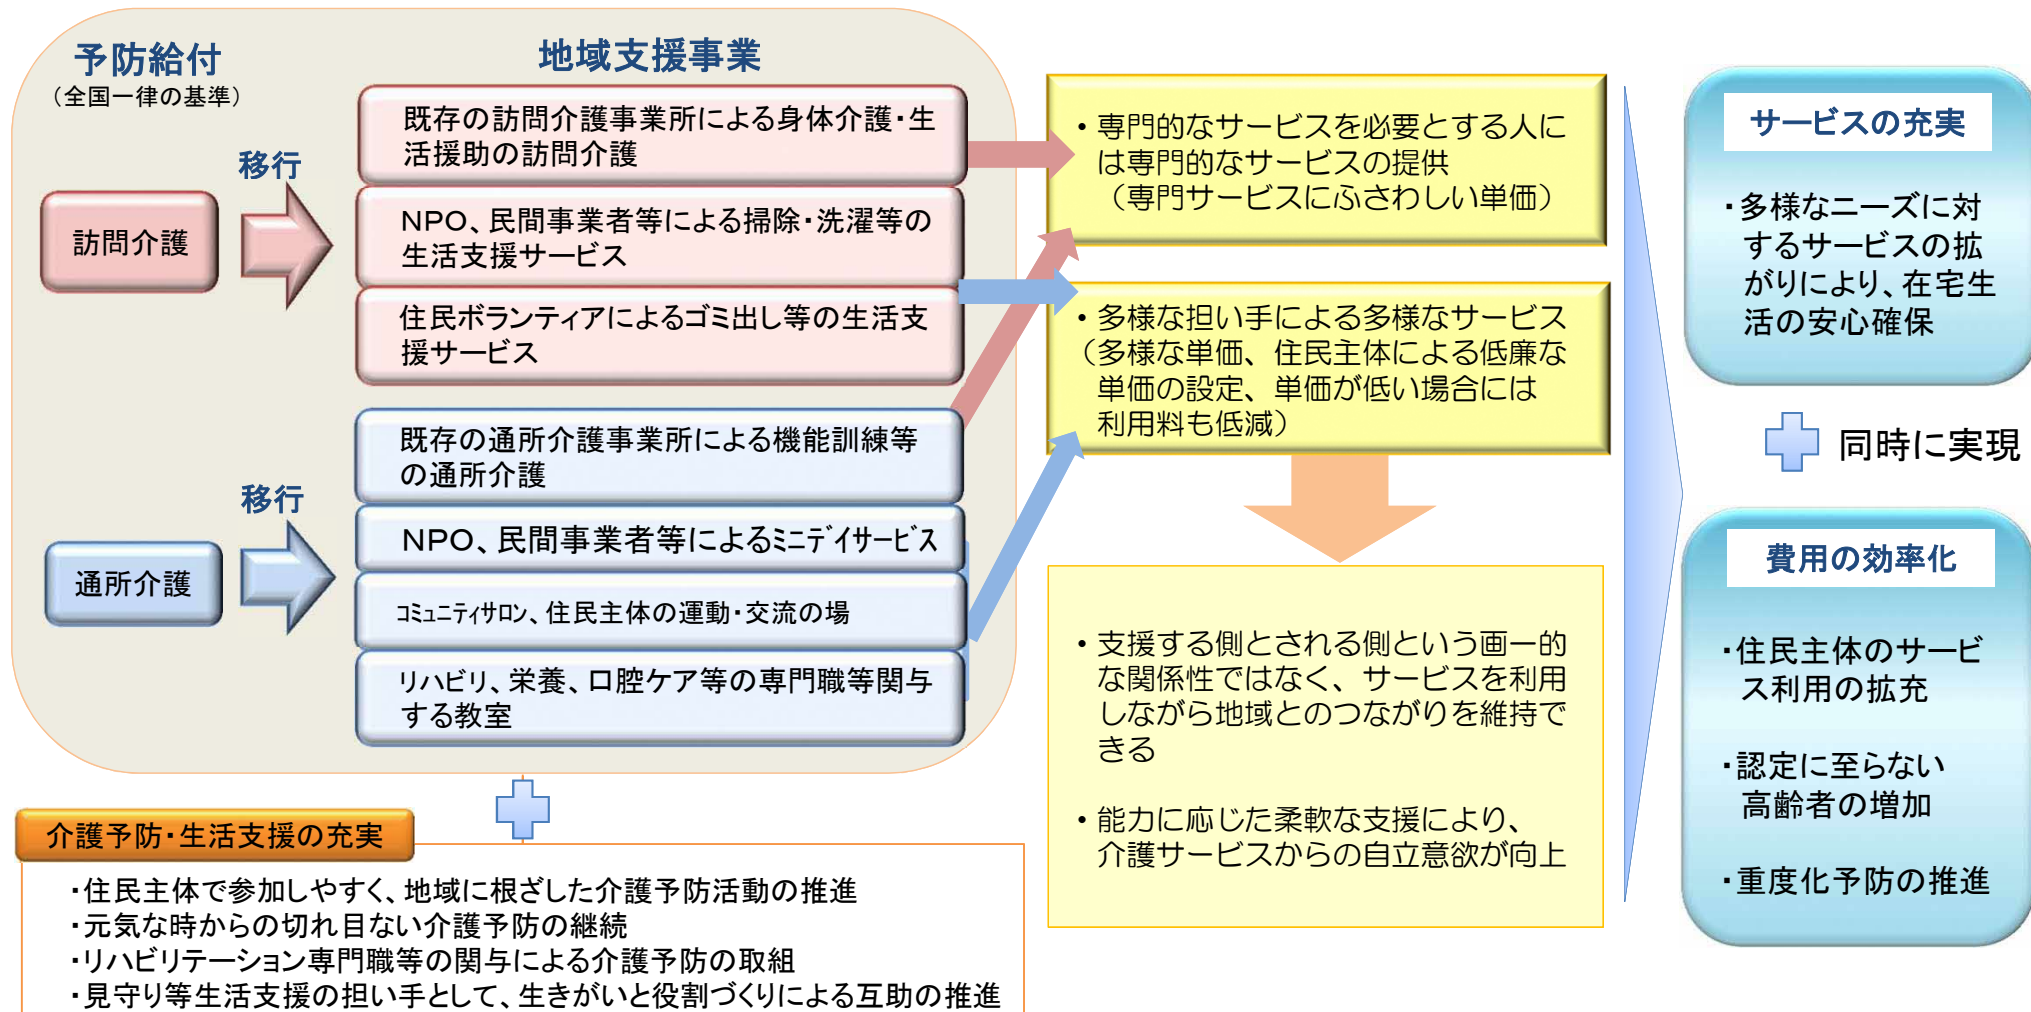 予防給付
（全国一律の基準）
地域支援事業
移行
訪問介護
既存の訪問介護事業所による身体介護・生
活援助の訪問介護
ＮＰＯ、民間事業者等による掃除・洗濯等の
生活支援サービス
住民ボランティアによるゴミ出し等の生活支
援サービス
移行
通所介護
既存の通所介護事業所による機能訓練等
の通所介護
ＮＰＯ、民間事業者等によるﾐﾆﾃﾞｲサｰﾋﾞｽ
ｺﾐｭﾆﾃｨサﾛﾝ、住民主体の運動・交流の場
リハビリ、栄養、口腔ケア等の専門職等関与
する教室
・専門的なサービスを必要とする人に
は専門的なサービスの提供
（専門サービスにふさわしい単価）
・多様な担い手による多様なサービス
（多様な単価、住民主体による低廉な
単価の設定、単価が低い場合には
利用料も低減）
・支援する側とされる側という画一的
な関係性ではなく、サービスを利用
しながら地域とのつながりを維持で
きる
・能力に応じた柔軟な支援により、
介護サービスからの自立意欲が向上
サービスの充実
・多様なニーズに対
するサービスの拡
がりにより、在宅生
活の安心確保
同時に実現
費用の効率化
・住民主体のサービ
ス利用の拡充
・認定に至らない
高齢者の増加
・重度化予防の推進
介護予防・生活支援の充実
・住民主体で参加しやすく、地域に根ざした介護予防活動の推進
・元気な時からの切れ目ない介護予防の継続
・リハビリテーション専門職等の関与による介護予防の取組
・見守り等生活支援の担い手として、生きがいと役割づくりによる互助の推進